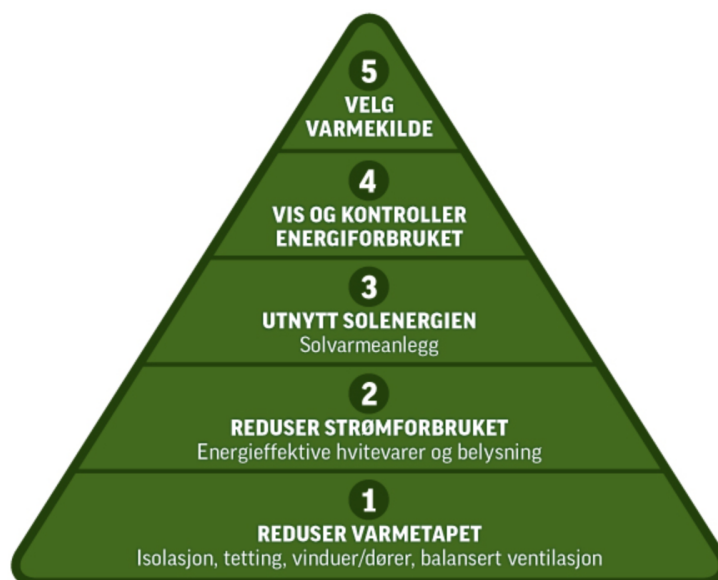 5
VELG
VARMEKILDE
4
VIS OG KONTROLLER
ENERGIFORBRUKET
3
UTNYTT SOLENERGIEN
Solvarmeanlegg
2
REDUSER STRØMFORBRUKET
Energieffektive hvitevarer og belysning
1
REDUSER VARMETAPET
Isolasjon, tetting, vinduer/dører, balansert ventilasjon